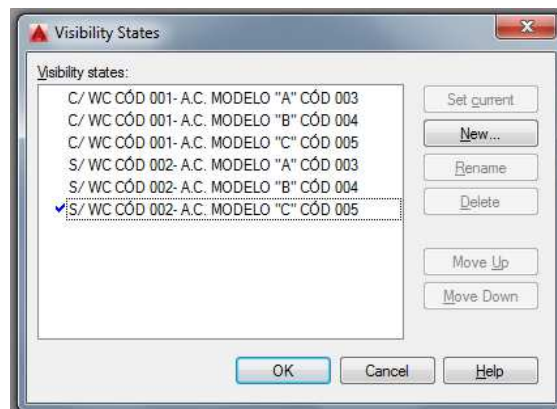 Visibility States
Visibility states:
C/ WC CÓD 001- A.C. MODELO "A" CÓD 003
C/ WC CÓD 001- A.C. MODELO "B" CÓD 004
C/ WC CÓD 001- A.C. MODELO "C" CÓD 005
S/ WC CÓD 002- A.C. MODELO "A" CÓD 003
S/ WC CÓD 002- A.C. MODELO "B" CÓD 004
S/ WC CÓD 002- A.C. MODELO "C" CÓD 005
Set current
New...
Rename
Delete
Move Up
Move Down
OK
Cancel
Help